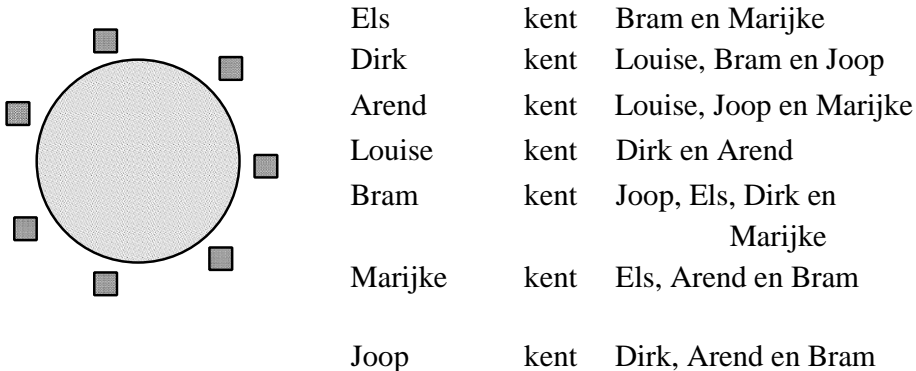 Els kent Bram en Marijke
Dirk kent Louise, Bram en Joop
Arend kent Louise, Joop en Marijke
Louise kent Dirk en Arend
Bram kent Joop, Els, Dirk en
Marijke
Marijke kent Els, Arend en Bram
Joop kent Dirk, Arend en Bram